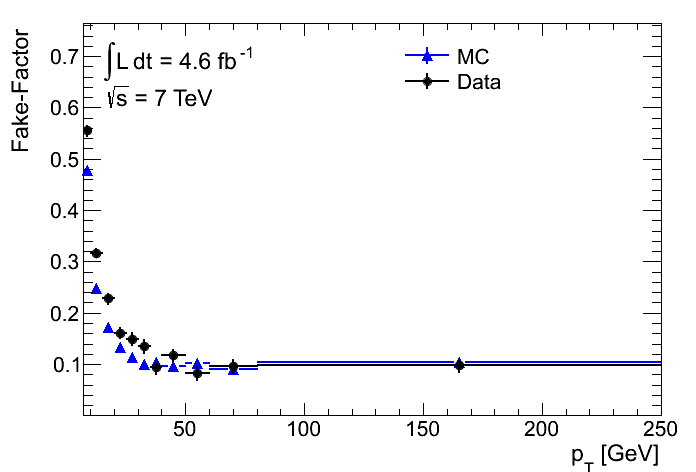 Fake-Factor
0.7
0.6
0.5
0.4
0.3
0.2
0.1
∫L dt = 4.6 fb⁻¹
√s = 7 TeV
MC
Data
50
100
150
200
250
p_T [GeV]